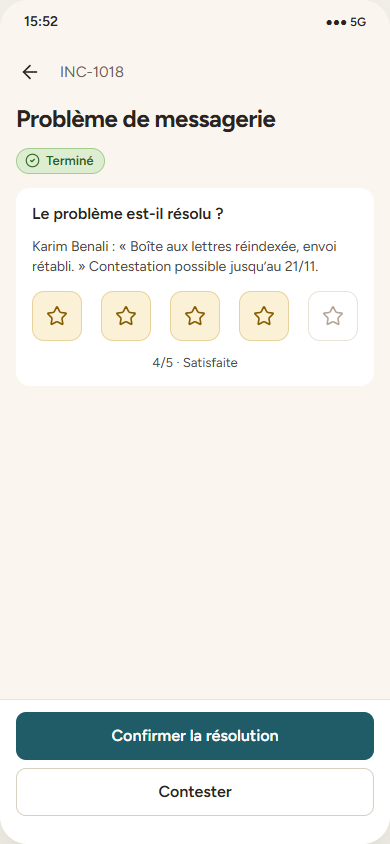 15:52
●●● 5G
INC-1018
Problème de messagerie
Terminé
Le problème est-il résolu ?
Karim Benali : « Boîte aux lettres réindexée, envoi
rétabli. » Contestation possible jusqu'au 21/11.
4/5 · Satisfaite
Confirmer la résolution
Contester